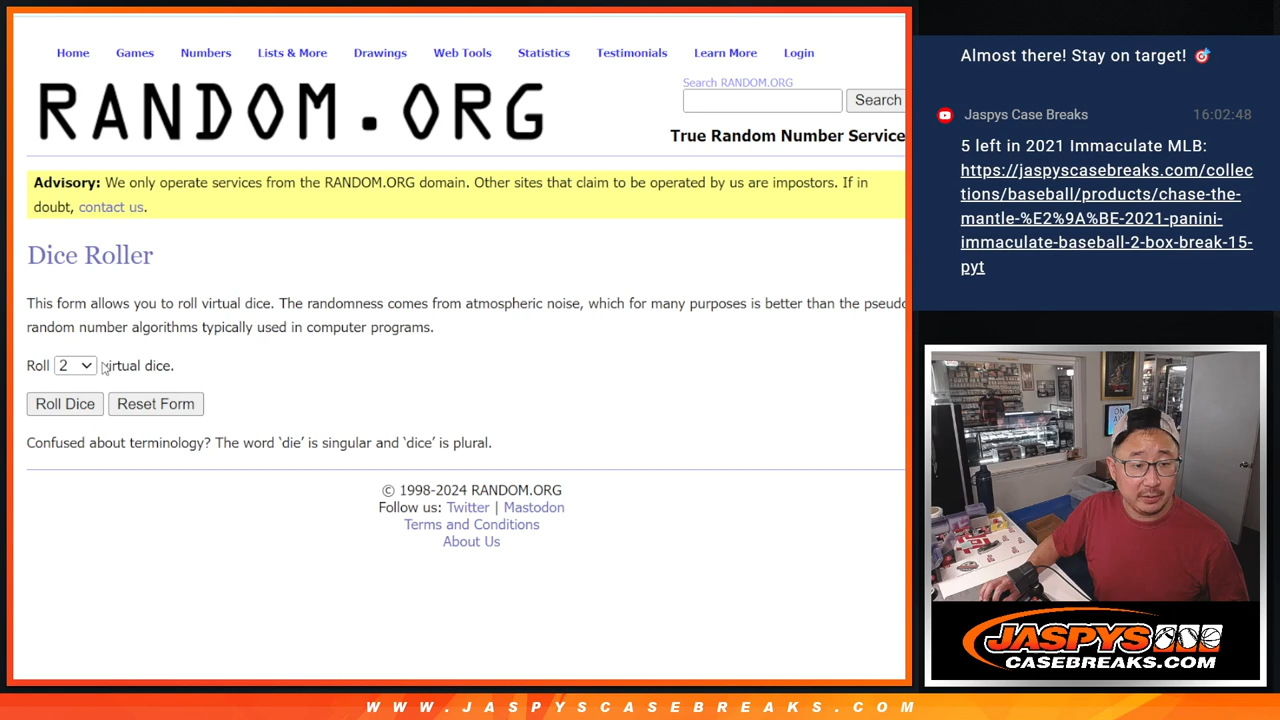 Home Games Numbers Lists & More Drawings Web Tools Statistics Testimonials Learn More Login
RANDOM.ORG
Search RANDOM.ORG
Search
True Random Number Service
Advisory: We only operate services from the RANDOM.ORG domain. Other sites that claim to be operated by us are impostors. If in
doubt, contact us.
Dice Roller
This form allows you to roll virtual dice. The randomness comes from atmospheric noise, which for many purposes is better than the pseudo
random number algorithms typically used in computer programs.
Roll 2 virtual dice.
Roll Dice Reset Form
Confused about terminology? The word ‘die’ is singular and ‘dice’ is plural.
© 1998-2024 RANDOM.ORG
Follow us: Twitter | Mastodon
Terms and Conditions
About Us
Almost there! Stay on target! 🎯
Jaspys Case Breaks 16:02:48
5 left in 2021 Immaculate MLB:
https://jaspyscasebreaks.com/collec
tions/baseball/products/chase-the-
mantle-%E2%9A%BE-2021-panini-
immaculate-baseball-2-box-break-15-
pyt
JASPYS
CASEBREAKS.COM
WWW.JASPYSCASEBREAKS.COM